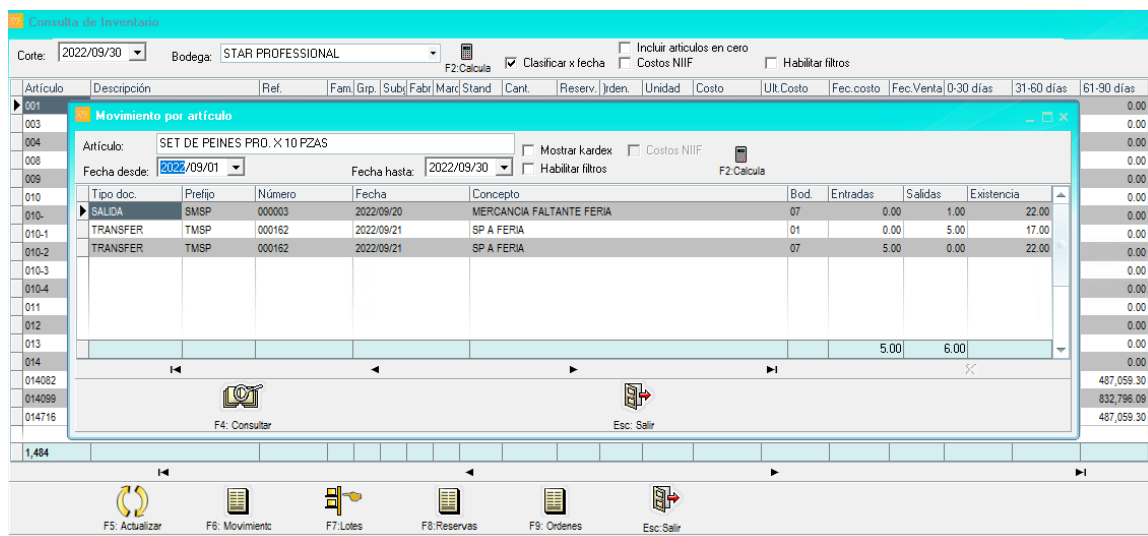 Consulta de Inventario
Corte: 2022/09/30 Bodega: STAR PROFESSIONAL F2:Calcula Clasificar x fecha Incluir articulos en cero Costos NIIF Habilitar filtros
Artículo Descripción Ref. Fam. Grp. Subg Fabr Marc Stand Cant. Reserv. )rden. Unidad Costo Ult.Costo Fec.costo Fec.Venta 0-30 días 31-60 días 61-90 días
001 0.00
Movimiento por artículo
003 0.00
Artículo: SET DE PEINES PRO. X 10 PZAS Mostrar kardex Costos NIIF
004 0.00
008 0.00
Fecha desde: 2022/09/01 Fecha hasta: 2022/09/30 Habilitar filtros F2:Calcula
009 0.00
Tipo doc. Prefijo Número Fecha Concepto Bod. Entradas Salidas Existencia
010 0.00
SALIDA SMSP 000003 2022/09/20 MERCANCIA FALTANTE FERIA 07 0.00 1.00 22.00
010- 0.00
TRANSFER TMSP 000162 2022/09/21 SP A FERIA 01 0.00 5.00 17.00
010-1 0.00
TRANSFER TMSP 000162 2022/09/21 SP A FERIA 07 5.00 0.00 22.00
010-2 0.00
010-3 0.00
010-4 0.00
011 0.00
012 0.00
013 0.00
5.00 6.00
014 0.00
014082 487,059.30
014099 832,796.09
014716 487,059.30
F4: Consultar Esc: Salir
1,484
F5: Actualizar F6: Movimiento F7:Lotes F8:Reservas F9: Ordenes Esc:Salir